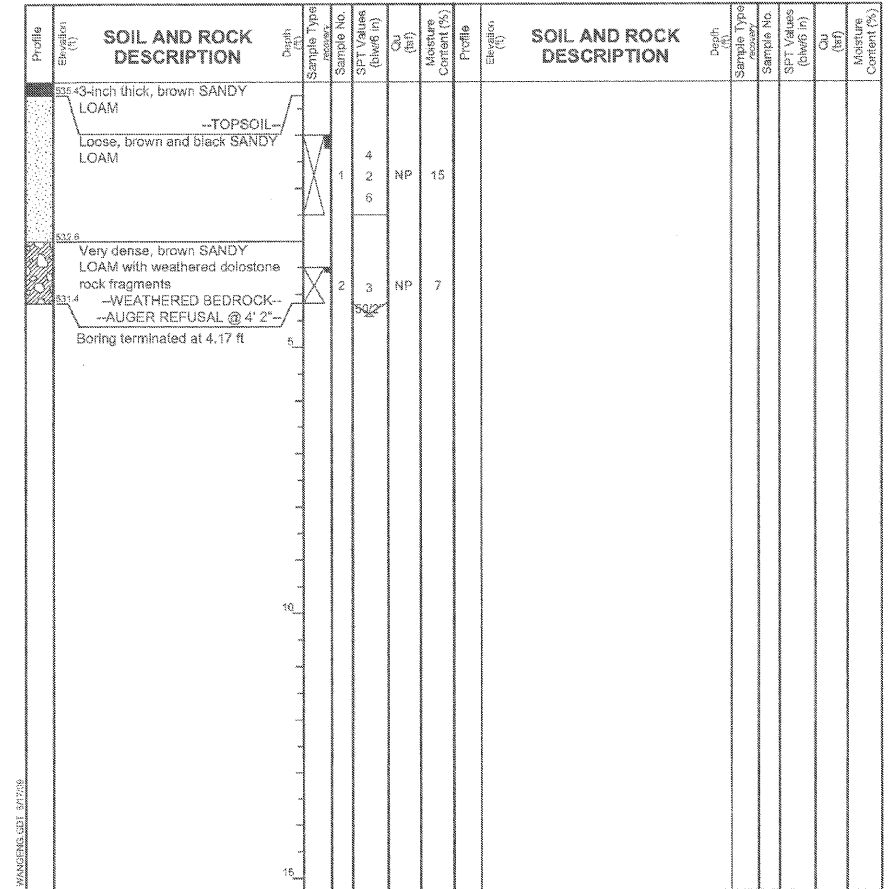 Profile
Elevation (ft)
SOIL AND ROCK DESCRIPTION
Depth (ft)
Sample Type
recovery
Sample No.
SPT Values (blw/6 in)
Qu (tsf)
Moisture Content (%)
Profile
Elevation (ft)
SOIL AND ROCK DESCRIPTION
Depth (ft)
Sample Type
recovery
Sample No.
SPT Values (blw/6 in)
Qu (tsf)
Moisture Content (%)
535.4 3-inch thick, brown SANDY
LOAM
--TOPSOIL--
Loose, brown and black SANDY
LOAM
1
4
2
6
NP
15
532.6
Very dense, brown SANDY
LOAM with weathered dolostone
rock fragments
--WEATHERED BEDROCK--
531.4
--AUGER REFUSAL @ 4' 2"--
2
3
50/2"
NP
7
Boring terminated at 4.17 ft
5
10
15
WANGENG.GDT 6/17/09